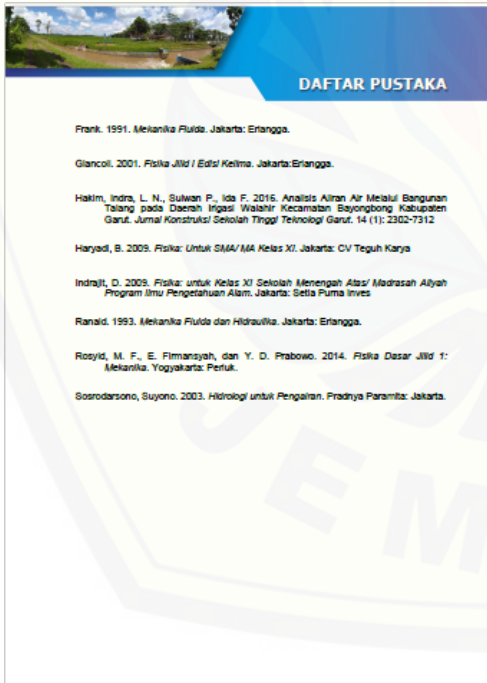 DAFTAR PUSTAKA
Frank. 1991. Mekanika Fluida. Jakarta: Erlangga.
Giancoli. 2001. Fisika Jilid I Edisi Kelima. Jakarta:Erlangga.
Hakim, Indra, L. N., Sulwan P., Ida F. 2016. Analisis Aliran Air Melalui Bangunan
Talang pada Daerah Irigasi Walahir Kecamatan Bayongbong Kabupaten
Garut. Jurnal Konstruksi Sekolah Tinggi Teknologi Garut. 14 (1): 2302-7312
Haryadi, B. 2009. Fisika: Untuk SMA/ MA Kelas XI. Jakarta: CV Teguh Karya
Indrajit, D. 2009. Fisika: untuk Kelas XI Sekolah Menengah Atas/ Madrasah Aliyah
Program Ilmu Pengetahuan Alam. Jakarta: Setia Purna Inves
Ranald. 1993. Mekanika Fluida dan Hidraulika. Jakarta: Erlangga.
Rosyid, M. F., E. Firmansyah, dan Y. D. Prabowo. 2014. Fisika Dasar Jilid 1:
Mekanika. Yogyakarta: Periuk.
Sosrodarsono, Suyono. 2003. Hidrologi untuk Pengairan. Pradnya Paramita: Jakarta.
JEM